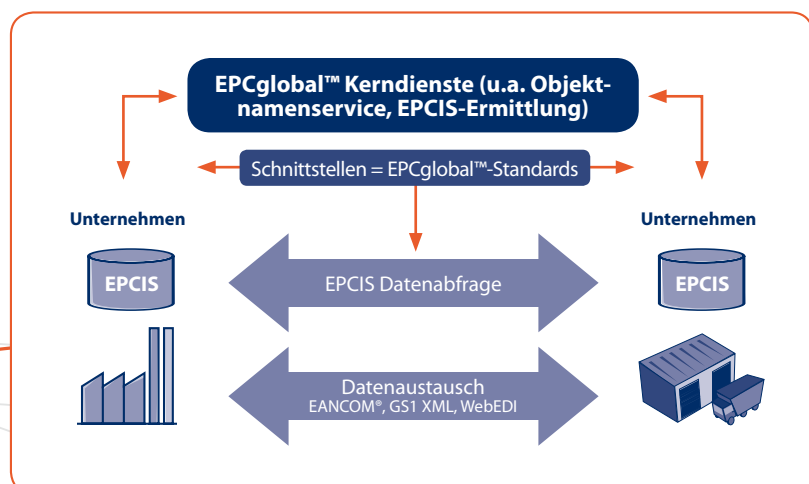 EPCglobal™ Kerndienste (u.a. Objekt-
namenservice, EPCIS-Ermittlung)
Schnittstellen = EPCglobal™-Standards
Unternehmen
Unternehmen
EPCIS
EPCIS Datenabfrage
EPCIS
Datenaustausch
EANCOM®, GS1 XML, WebEDI